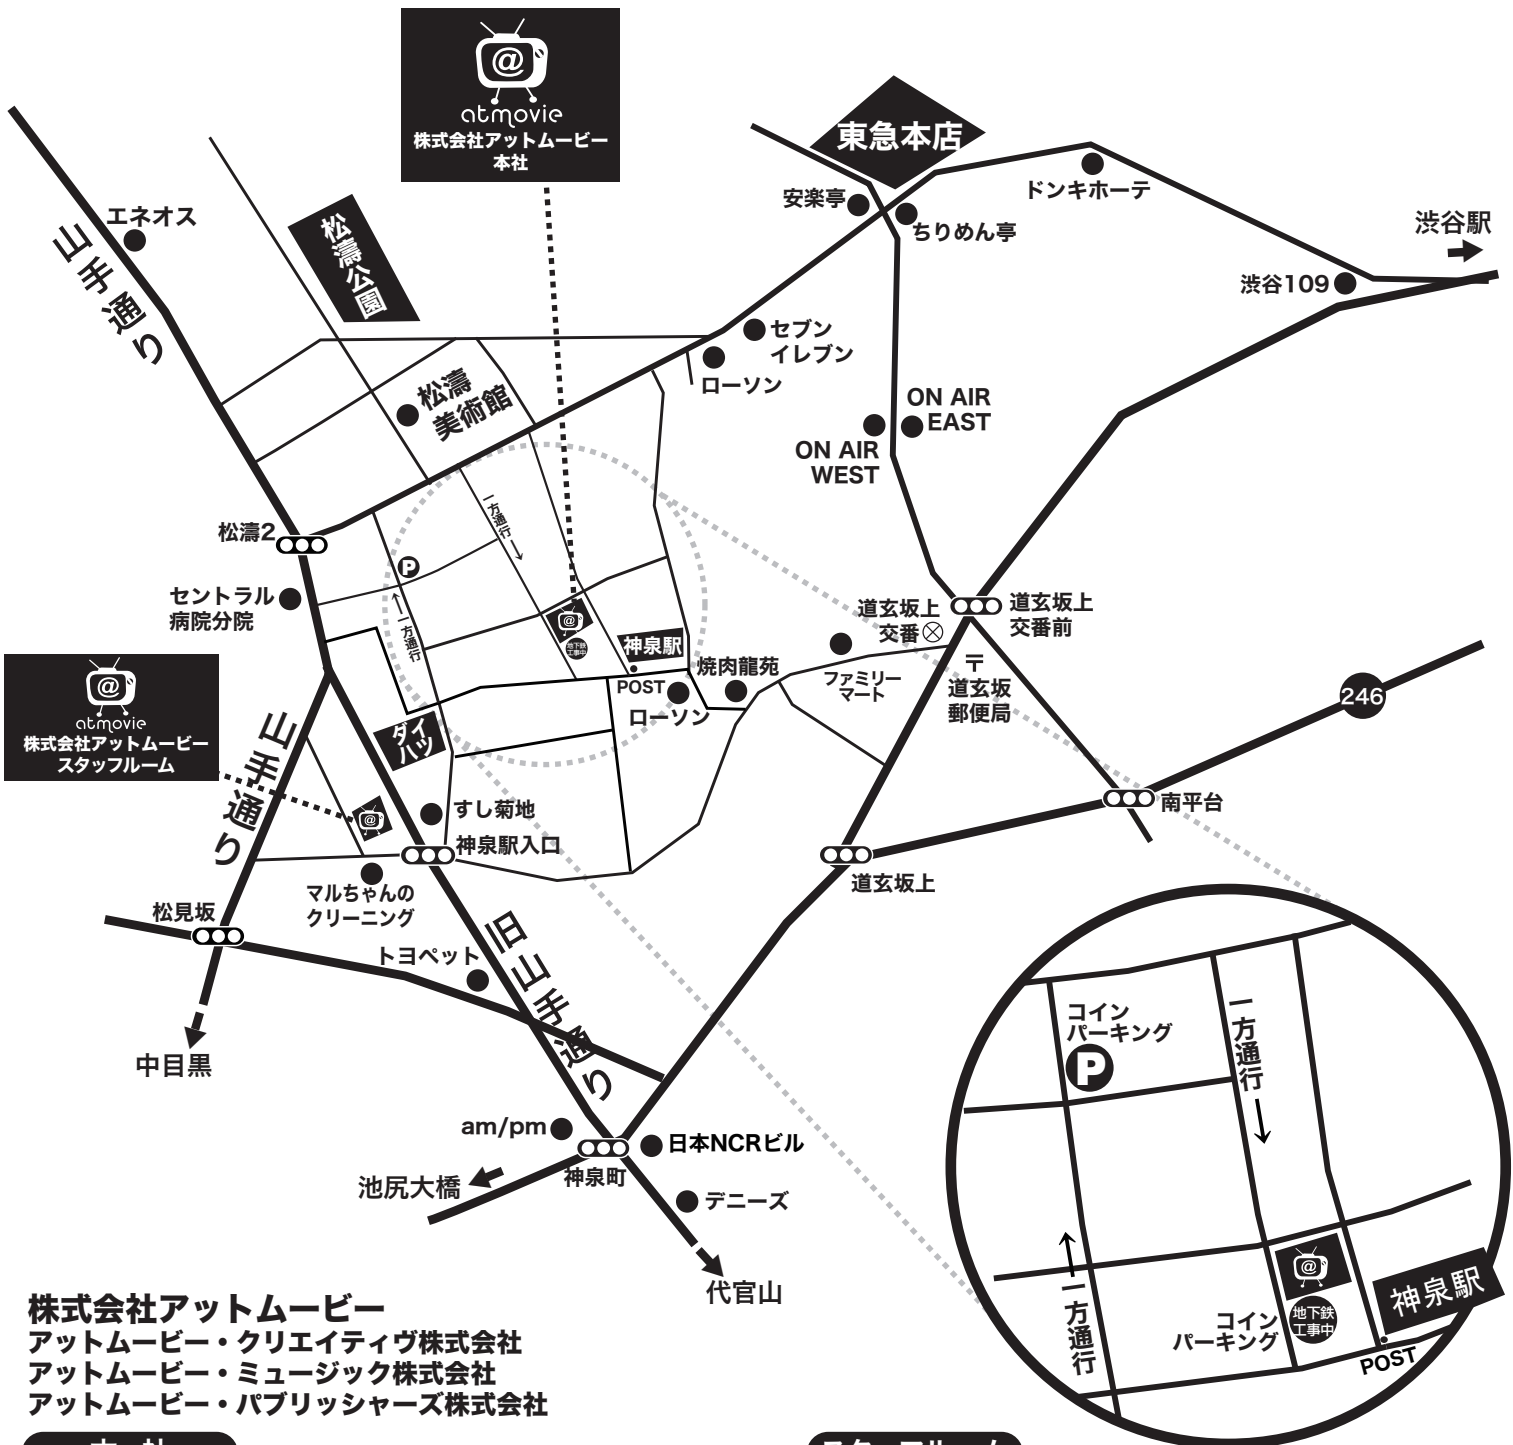 @
atmovie
株式会社アットムービー
本社
東急本店
安楽亭
ちりめん亭
ドンキホーテ
渋谷駅
渋谷109
エネオス
山手通り
松濤公園
セブン
イレブン
ローソン
松濤
美術館
ON AIR
EAST
ON AIR
WEST
一方通行
松濤2
P
セントラル
病院分院
一方通行
@
地下鉄
工事中
神泉駅
POST
ローソン
焼肉龍苑
道玄坂上
交番
道玄坂上
交番前
ファミリー
マート
〒
道玄坂
郵便局
246
@
atmovie
株式会社アットムービー
スタッフルーム
山手通り
ダイ
ハツ
@
すし菊地
神泉駅入口
南平台
道玄坂上
マルちゃんの
クリーニング
松見坂
トヨペット
旧山手通り
中目黒
am/pm
日本NCRビル
神泉町
池尻大橋
デニーズ
代官山
コイン
パーキング
P
一方通行
一方通行
@
地下鉄
工事中
コイン
パーキング
神泉駅
POST
株式会社アットムービー
アットムービー・クリエイティヴ株式会社
アットムービー・ミュージック株式会社
アットムービー・パブリッシャーズ株式会社